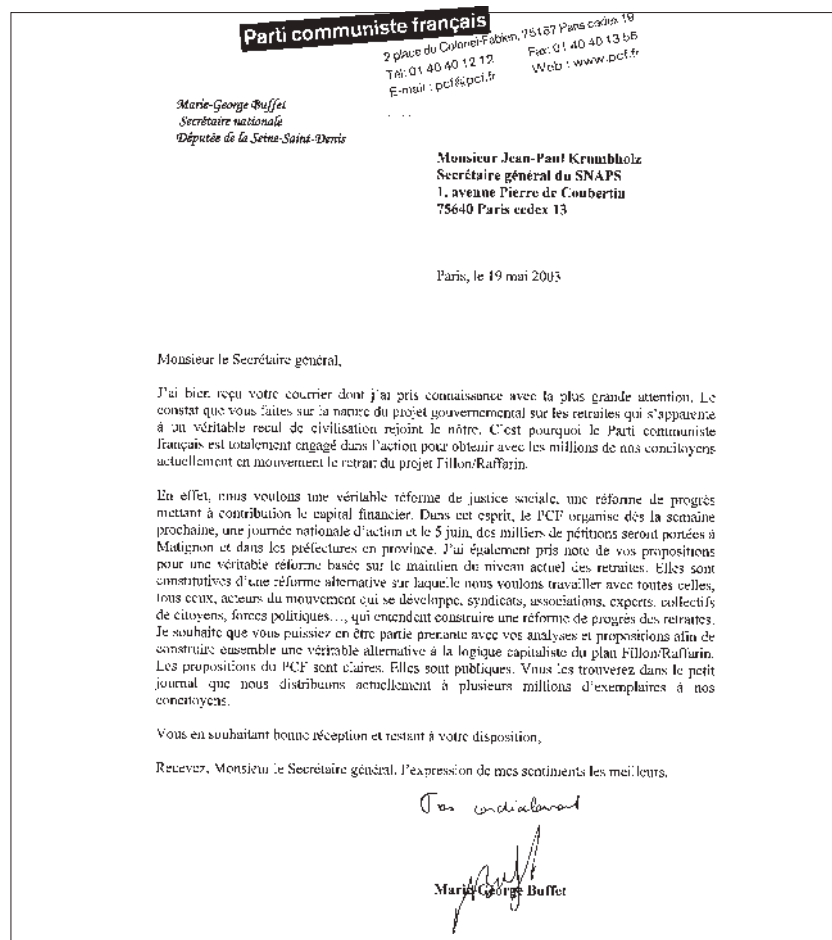 Parti communiste français
2 place du Colonel-Fabien, 75167 Paris cedex 19
Tél: 01 40 40 12 12 Fax: 01 40 40 13 56
E-mail : pcf@pcf.fr Web : www.pcf.fr
Marie-George Buffet
Secrétaire nationale
Députée de la Seine-Saint-Denis
Monsieur Jean-Paul Krumbholz
Secrétaire général du SNAPS
1, avenue Pierre de Coubertin
75640 Paris cedex 13
Paris, le 19 mai 2003
Monsieur le Secrétaire général,
J'ai bien reçu votre courrier dont j'ai pris connaissance avec la plus grande attention. Le
constat que vous faites sur la nature du projet gouvernemental sur les retraites qui s'apparente
à un véritable recul de civilisation rejoint le nôtre. C'est pourquoi le Parti communiste
français est totalement engagé dans l'action pour obtenir avec les millions de nos concitoyens
actuellement en mouvement le retrait du projet Fillon/Raffarin.
En effet, nous voulons une véritable réforme de justice sociale, une réforme de progrès
mettant à contribution le capital financier. Dans cet esprit, le PCF organise dès la semaine
prochaine, une journée nationale d'action et le 5 juin, des milliers de pétitions seront portées à
Matignon et dans les préfectures en province. J'ai également pris note de vos propositions
pour une véritable réforme basée sur le maintien du niveau actuel des retraites. Elles sont
constitutives d'une réforme alternative sur laquelle nous voulons travailler avec toutes celles,
tous ceux, acteurs du mouvement qui se développe, syndicats, associations, experts, collectifs
de citoyens, forces politiques…, qui entendent construire une réforme de progrès des retraites.
Je souhaite que vous puissiez en être partie prenante avec vos analyses et propositions afin de
construire ensemble une véritable alternative à la logique capitaliste du plan Fillon/Raffarin.
Les propositions du PCF sont claires. Elles sont publiques. Vous les trouverez dans le petit
journal que nous distribuons actuellement à plusieurs millions d'exemplaires à nos
concitoyens.
Vous en souhaitant bonne réception et restant à votre disposition,
Recevez, Monsieur le Secrétaire général, l'expression de mes sentiments les meilleurs.
Très cordialement
Marie-George Buffet